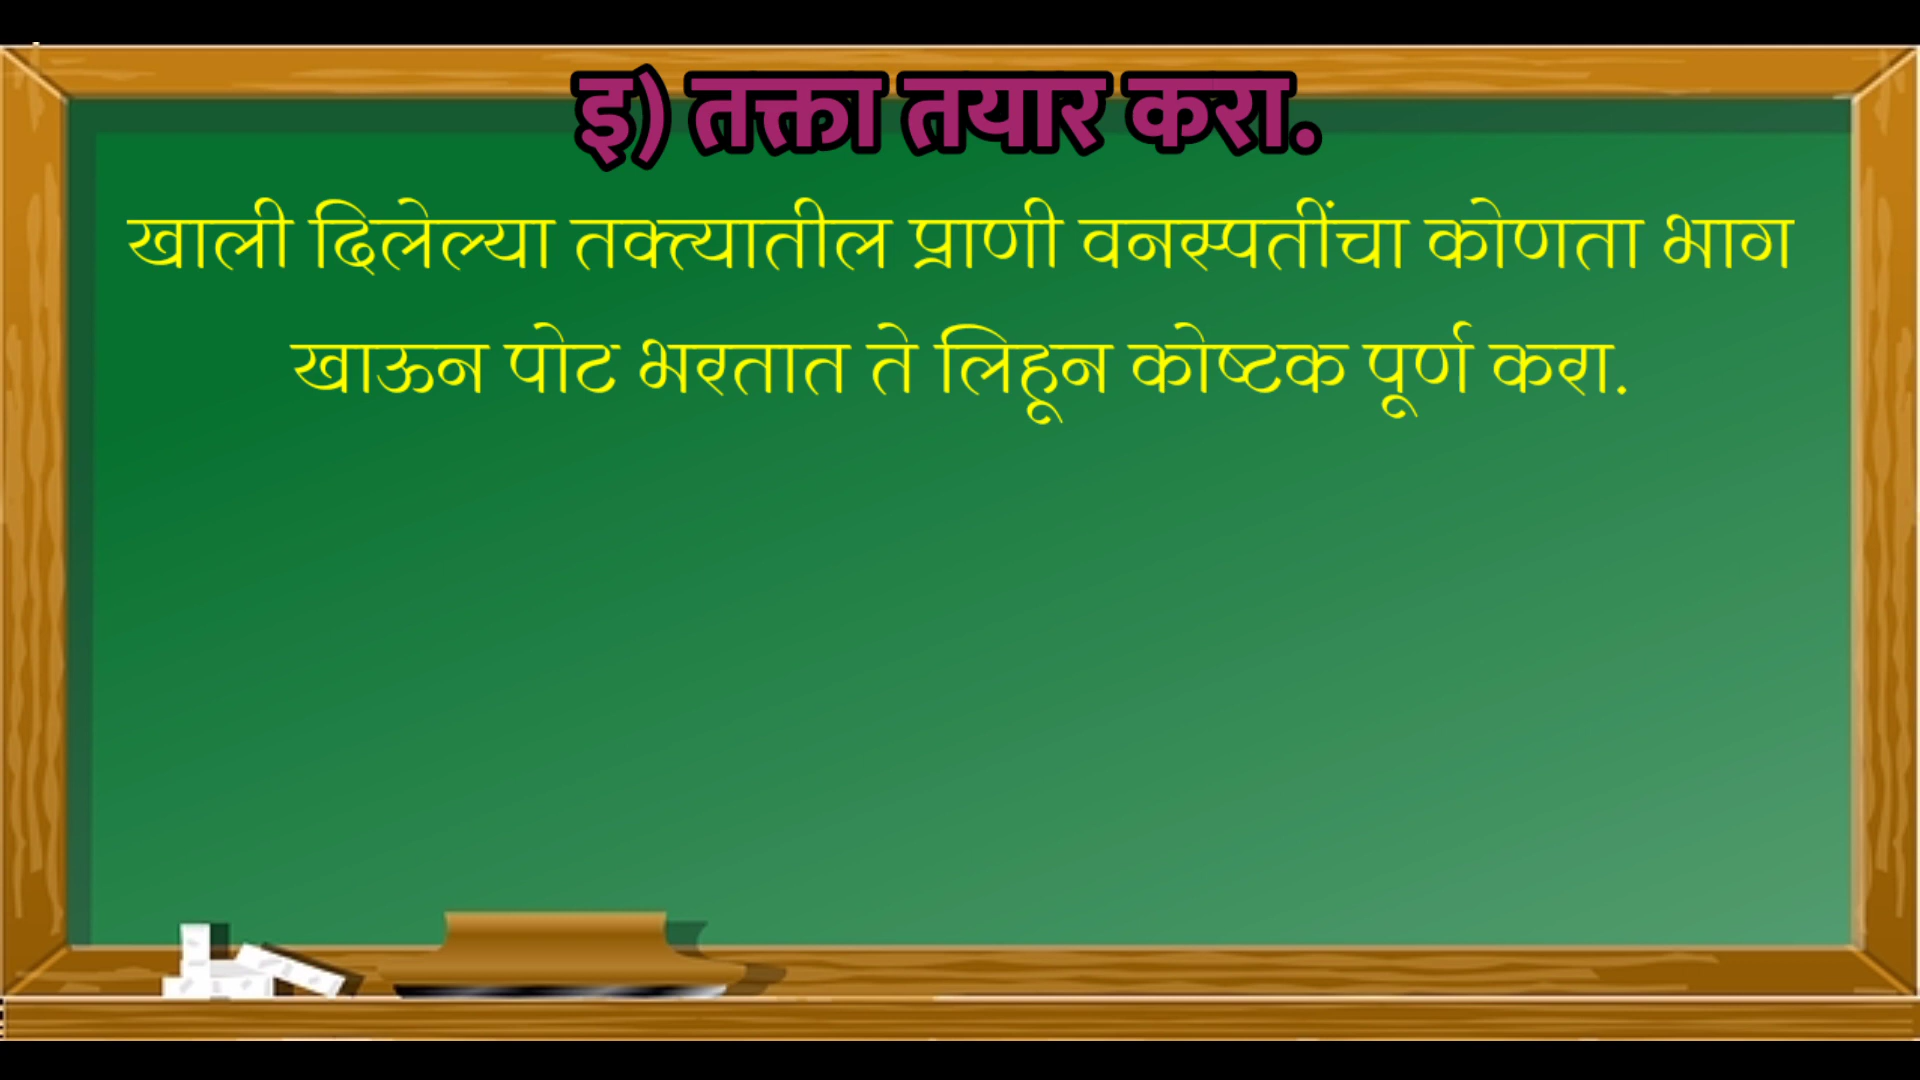 इ) तक्ता तयार करा.
खाली दिलेल्या तक्त्यातील प्राणी वनस्पतींचा कोणता भाग
खाऊन पोट भरतात ते लिहून कोष्टक पूर्ण करा.